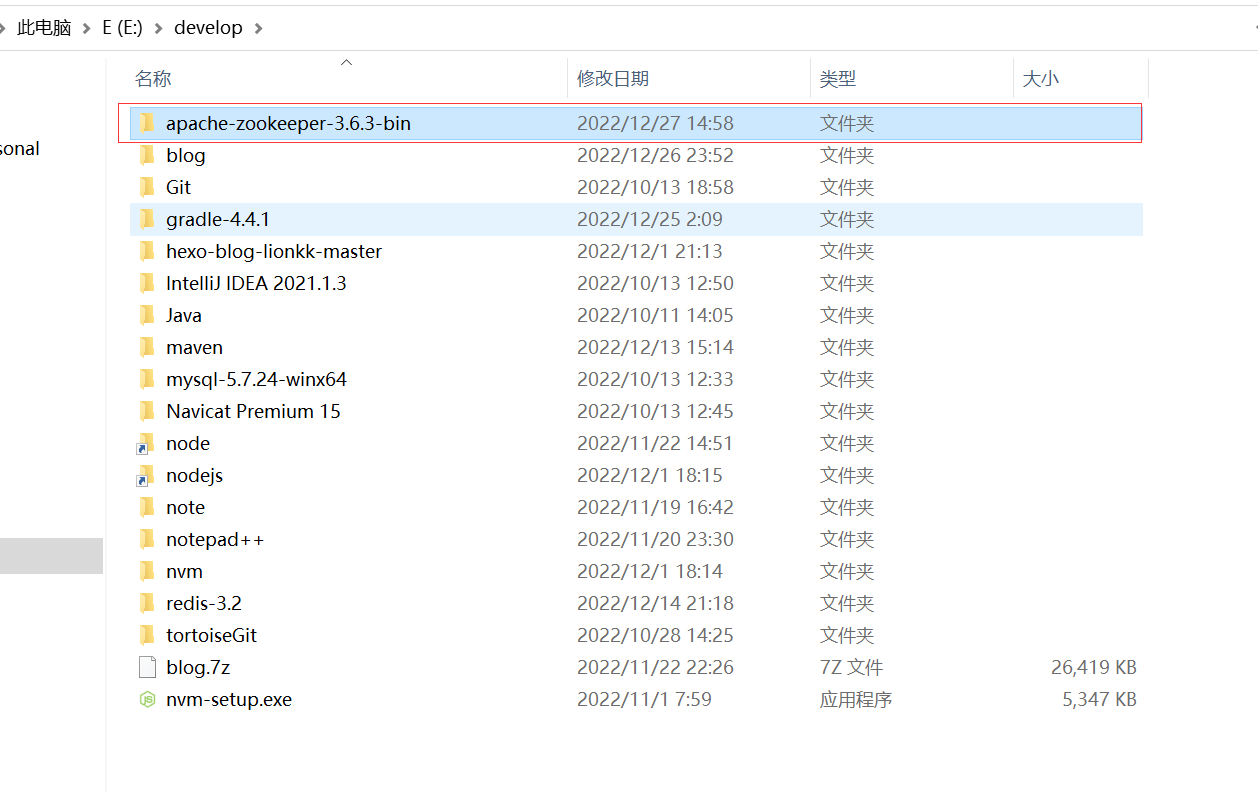 此电脑 E (E:) develop
名称 修改日期 类型 大小
apache-zookeeper-3.6.3-bin 2022/12/27 14:58 文件夹
sonal
blog 2022/12/26 23:52 文件夹
Git 2022/10/13 18:58 文件夹
gradle-4.4.1 2022/12/25 2:09 文件夹
hexo-blog-lionkk-master 2022/12/1 21:13 文件夹
IntelliJ IDEA 2021.1.3 2022/10/13 12:50 文件夹
Java 2022/10/11 14:05 文件夹
maven 2022/12/13 15:14 文件夹
mysql-5.7.24-winx64 2022/10/13 12:33 文件夹
Navicat Premium 15 2022/10/13 12:45 文件夹
node 2022/11/22 14:51 文件夹
nodejs 2022/12/1 18:15 文件夹
note 2022/11/19 16:42 文件夹
notepad++ 2022/11/20 23:30 文件夹
nvm 2022/12/1 18:14 文件夹
redis-3.2 2022/12/14 21:18 文件夹
tortoiseGit 2022/10/28 14:25 文件夹
blog.7z 2022/11/22 22:26 7Z 文件 26,419 KB
nvm-setup.exe 2022/11/1 7:59 应用程序 5,347 KB